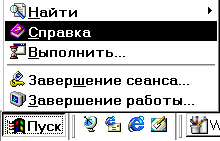 Найти
Справка
Выполнить...
Завершение сеанса...
Завершение работы...
Пуск W